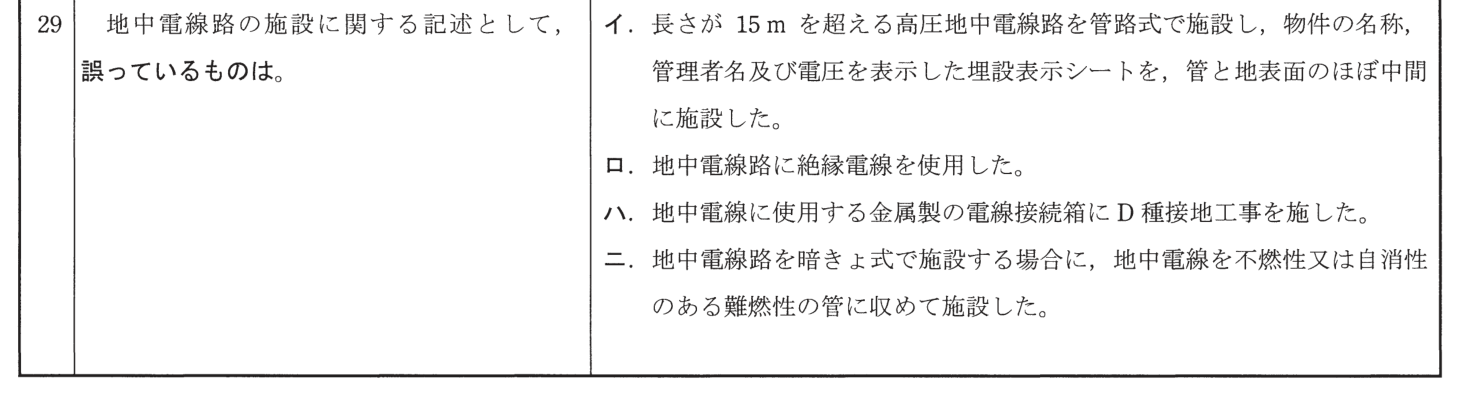 29
地中電線路の施設に関する記述として，
誤っているものは。
イ．長さが 15 m を超える高圧地中電線路を管路式で施設し，物件の名称，
管理者名及び電圧を表示した埋設表示シートを，管と地表面のほぼ中間
に施設した。
ロ．地中電線路に絶縁電線を使用した。
ハ．地中電線に使用する金属製の電線接続箱に D 種接地工事を施した。
ニ．地中電線路を暗きょ式で施設する場合に，地中電線を不燃性又は自消性
のある難燃性の管に収めて施設した。